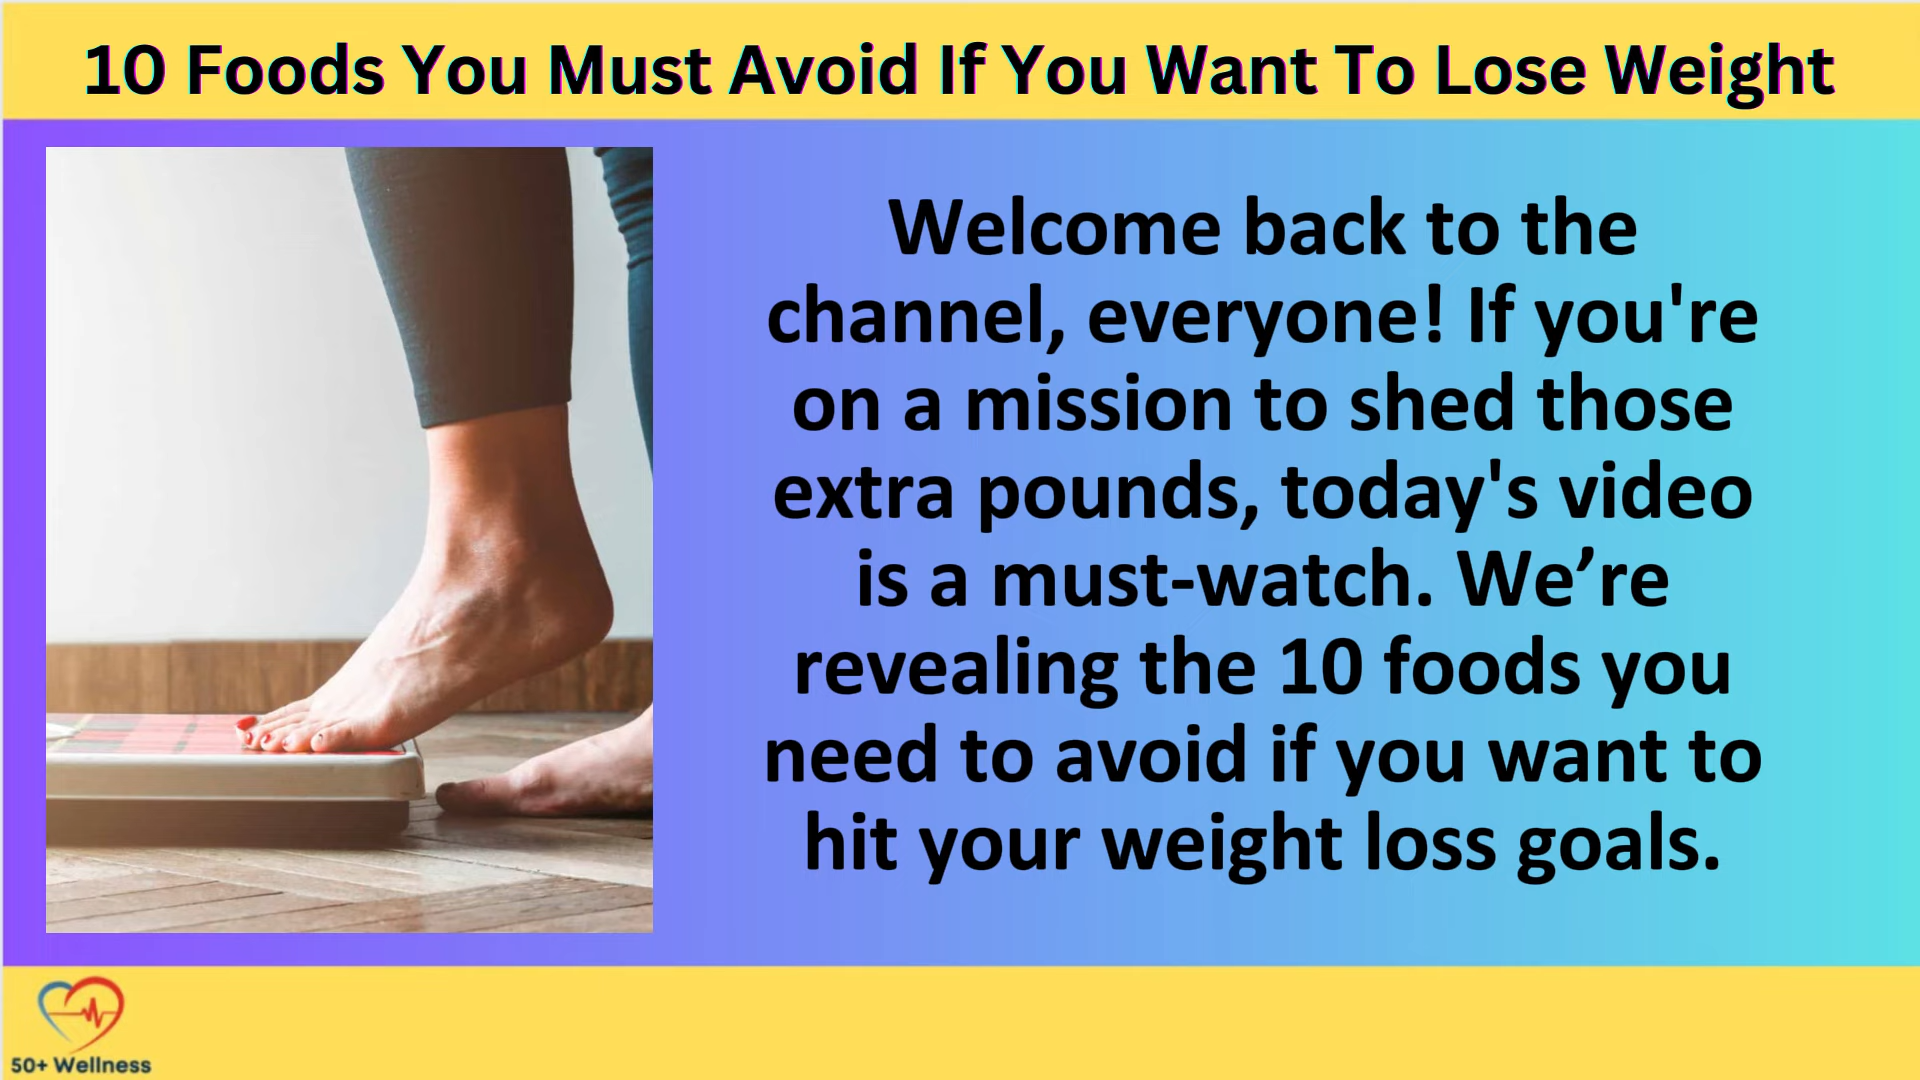 10 Foods You Must Avoid If You Want To Lose Weight
Welcome back to the
channel, everyone! If you're
on a mission to shed those
extra pounds, today's video
is a must-watch. We’re
revealing the 10 foods you
need to avoid if you want to
hit your weight loss goals.
50+ Wellness